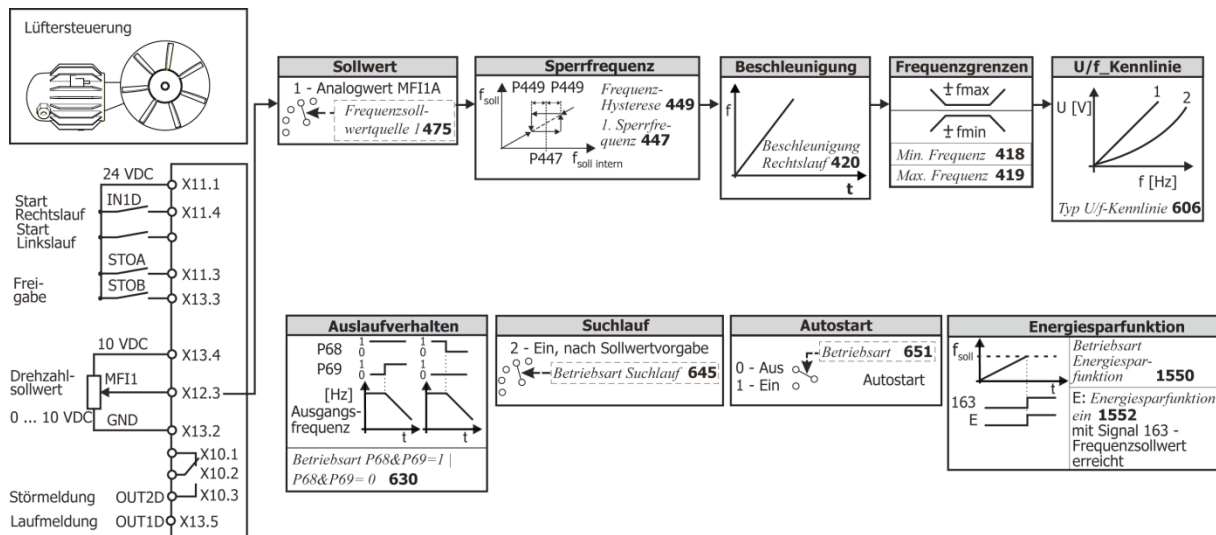 Lüftersteuerung
24 VDC
X11.1
Start
Rechtslauf
IN1D
X11.4
Start
Linkslauf
STOA
X11.3
Frei-
gabe
STOB
X13.3
10 VDC
X13.4
Drehzahl-
sollwert
MFI1
X12.3
0 ... 10 VDC
GND
X13.2
X10.1
X10.2
Störmeldung
OUT2D
X10.3
Laufmeldung
OUT1D
X13.5
Sollwert
1 - Analogwert MFI1A
Frequenzsoll-
wertquelle 1 475
Sperrfrequenz
fsoll
P449 P449
P447
fsoll intern
Frequenz-
Hysterese 449
1. Sperrfre-
quenz 447
Beschleunigung
f
Beschleunigung
Rechtslauf 420
t
Frequenzgrenzen
± fmax
± fmin
Min. Frequenz 418
Max. Frequenz 419
U/f_Kennlinie
U [V]
1
2
f [Hz]
Typ U/f-Kennlinie 606
Auslaufverhalten
P68
1
0
1
0
P69
1
0
1
0
[Hz]
Ausgangs-
frequenz
t
t
Betriebsart P68&P69=1 |
P68&P69= 0 630
Suchlauf
2 - Ein, nach Sollwertvorgabe
Betriebsart Suchlauf 645
Autostart
Betriebsart 651
0 - Aus
1 - Ein
Autostart
Energiesparfunktion
fsoll
t
163
E
Betriebsart
Energiespar-
funktion 1550
E: Energiesparfunktion
ein 1552
mit Signal 163 -
Frequenzsollwert
erreicht